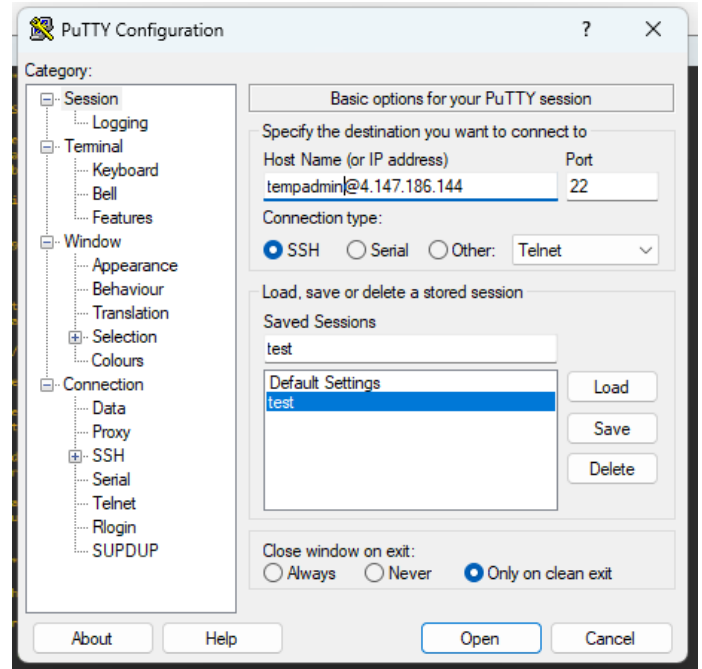 PuTTY Configuration
?
Category:
Session
Logging
Terminal
Keyboard
Bell
Features
Window
Appearance
Behaviour
Translation
Selection
Colours
Connection
Data
Proxy
SSH
Serial
Telnet
Rlogin
SUPDUP
Basic options for your PuTTY session
Specify the destination you want to connect to
Host Name (or IP address) Port
tempadmin@4.147.186.144 22
Connection type:
SSH Serial Other: Telnet
Load, save or delete a stored session
Saved Sessions
test
Default Settings
test
Load
Save
Delete
Close window on exit:
Always Never Only on clean exit
About Help Open Cancel